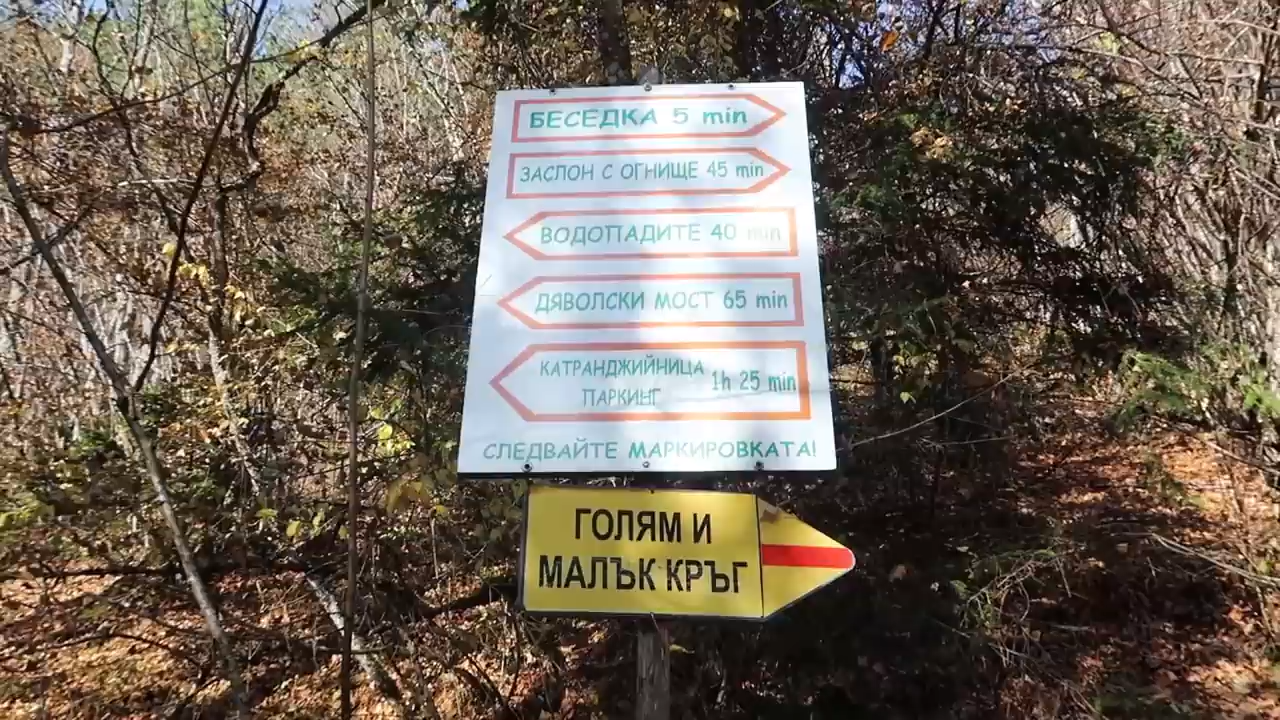 БЕСЕДКА 5 min
ЗАСЛОН С ОГНИЩЕ 45 min
ВОДОПАДИТЕ 40 min
ДЯВОЛСКИ МОСТ 65 min
КАТРАНДЖИЙНИЦА 1h 25 min
ПАРКИНГ
СЛЕДВАЙТЕ МАРКИРОВКАТА!
ГОЛЯМ И
МАЛЪК КРЪГ